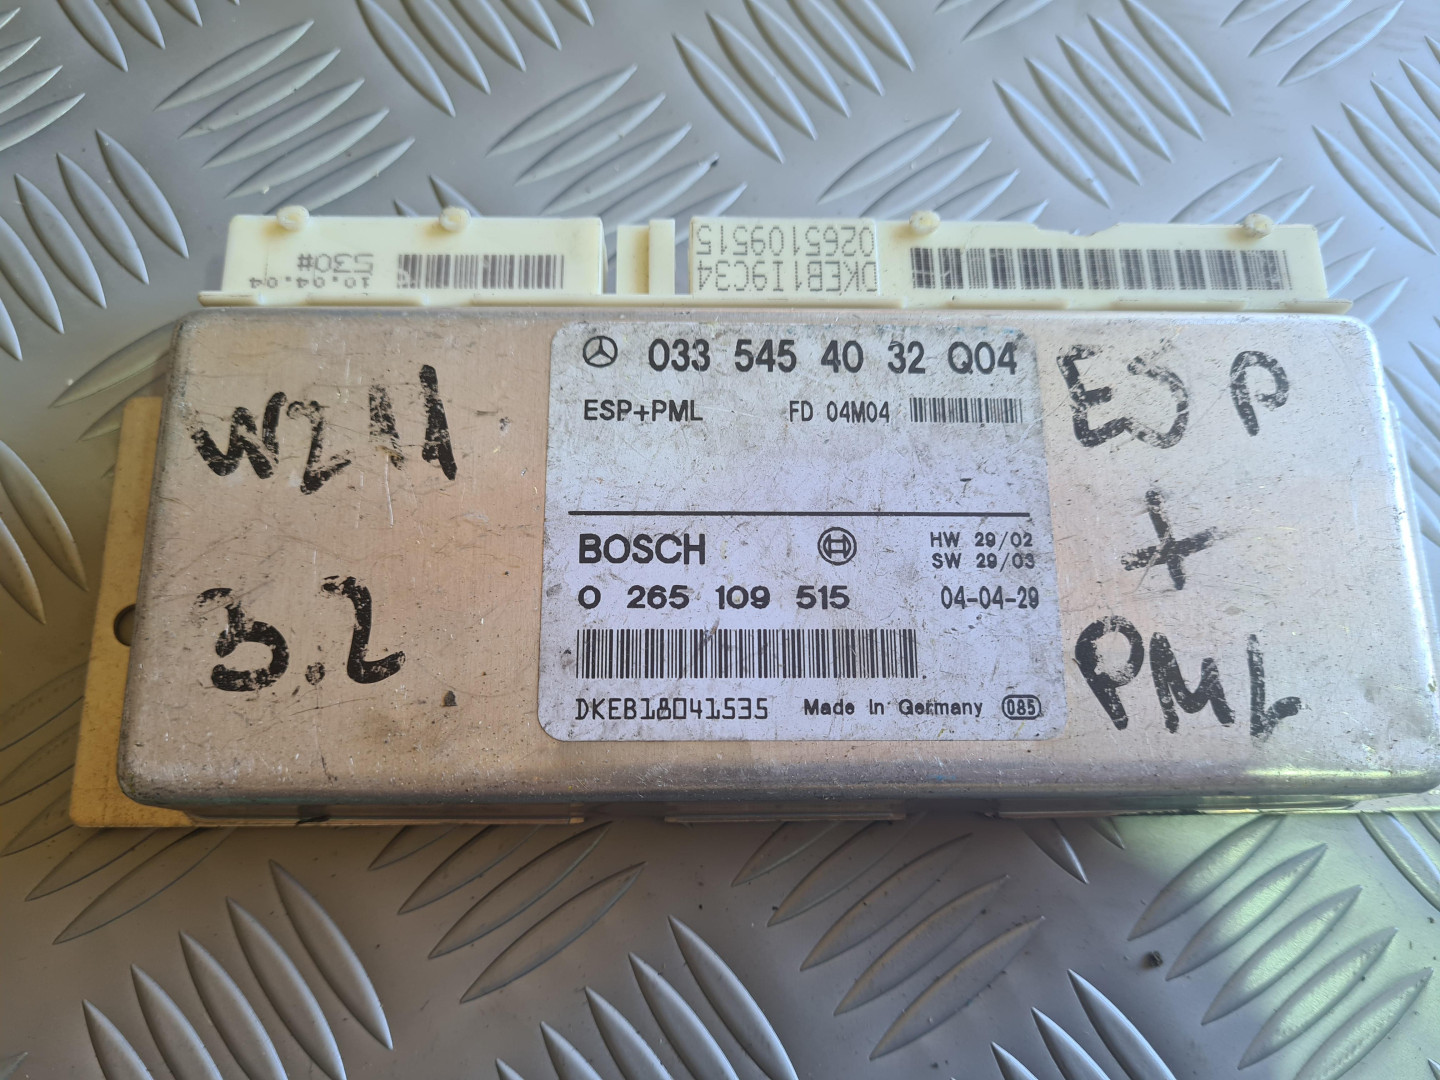 10.04.04
530#
DKEB1I9C34
0265109515
W211
3.2
033 545 40 32 Q04
ESP+PML FD 04M04
7
BOSCH
HW 29/02
SW 29/03
0 265 109 515 04-04-29
DKEB18041535 Made in Germany 085
ESP
+
PML